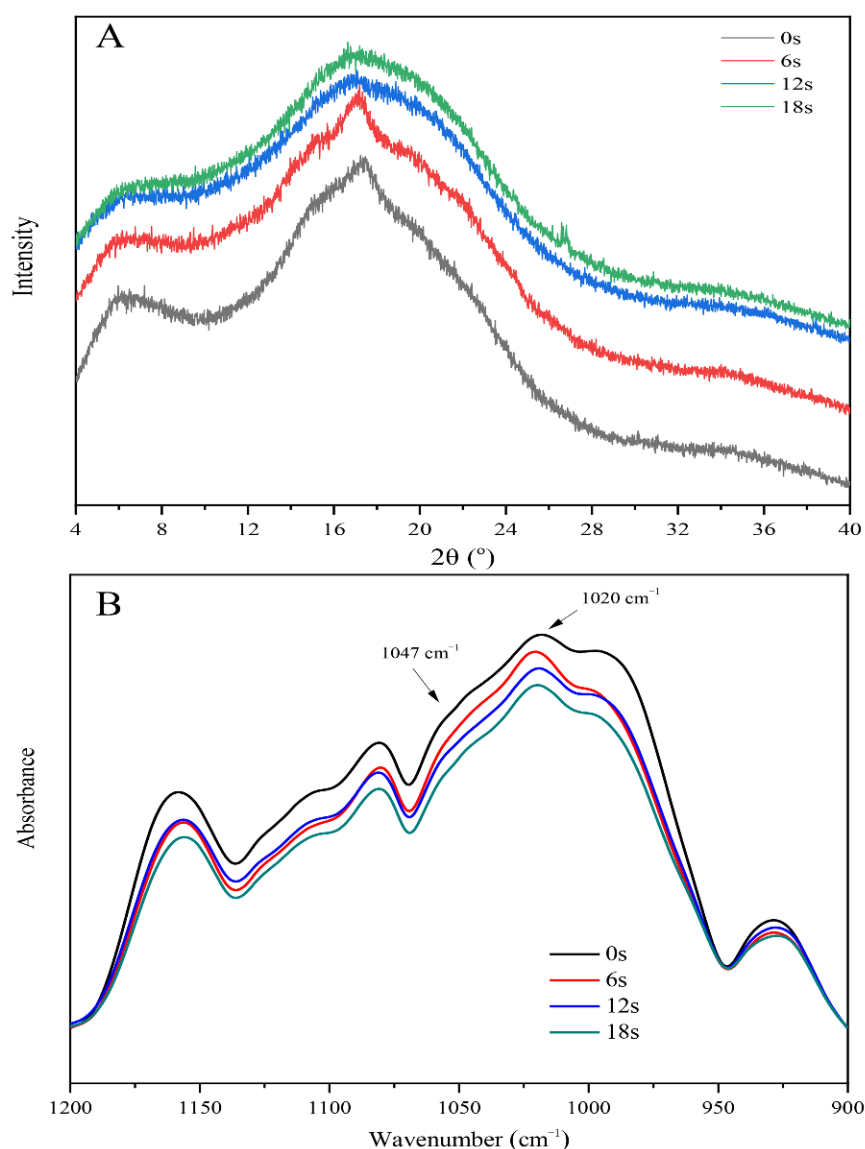 A
0s
6s
12s
18s
Intensity
4 8 12 16 20 24 28 32 36 40
2θ (°)
B
1020 cm⁻¹
1047 cm⁻¹
Absorbance
0s
6s
12s
18s
1200 1150 1100 1050 1000 950 900
Wavenumber (cm⁻¹)